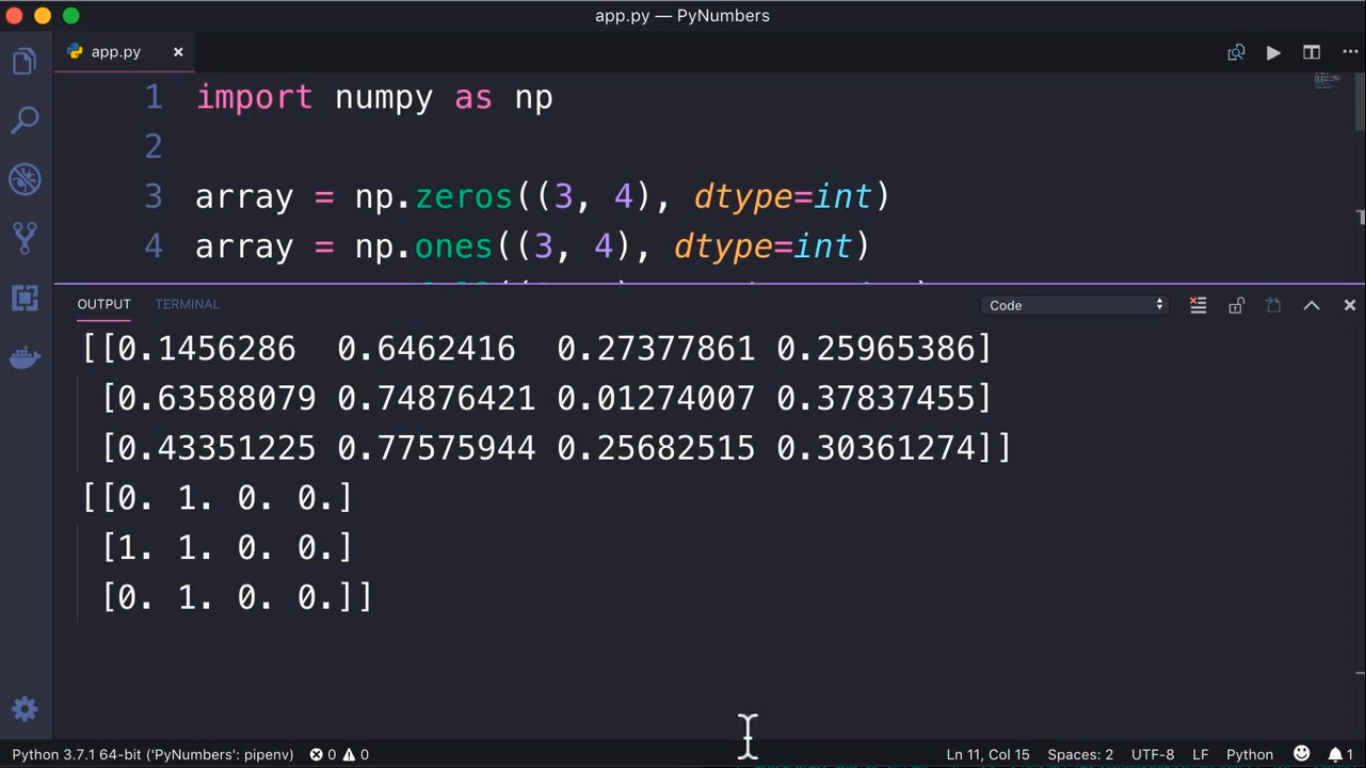 app.py — PyNumbers
app.py
1 import numpy as np
2
3 array = np.zeros((3, 4), dtype=int)
4 array = np.ones((3, 4), dtype=int)
OUTPUT TERMINAL Code
[[0.1456286  0.6462416  0.27377861 0.25965386]
[0.63588079 0.74876421 0.01274007 0.37837455]
[0.43351225 0.77575944 0.25682515 0.30361274]]
[[0. 1. 0. 0.]
[1. 1. 0. 0.]
[0. 1. 0. 0.]]
Python 3.7.1 64-bit ('PyNumbers': pipenv) 0 0 Ln 11, Col 15 Spaces: 2 UTF-8 LF Python 1